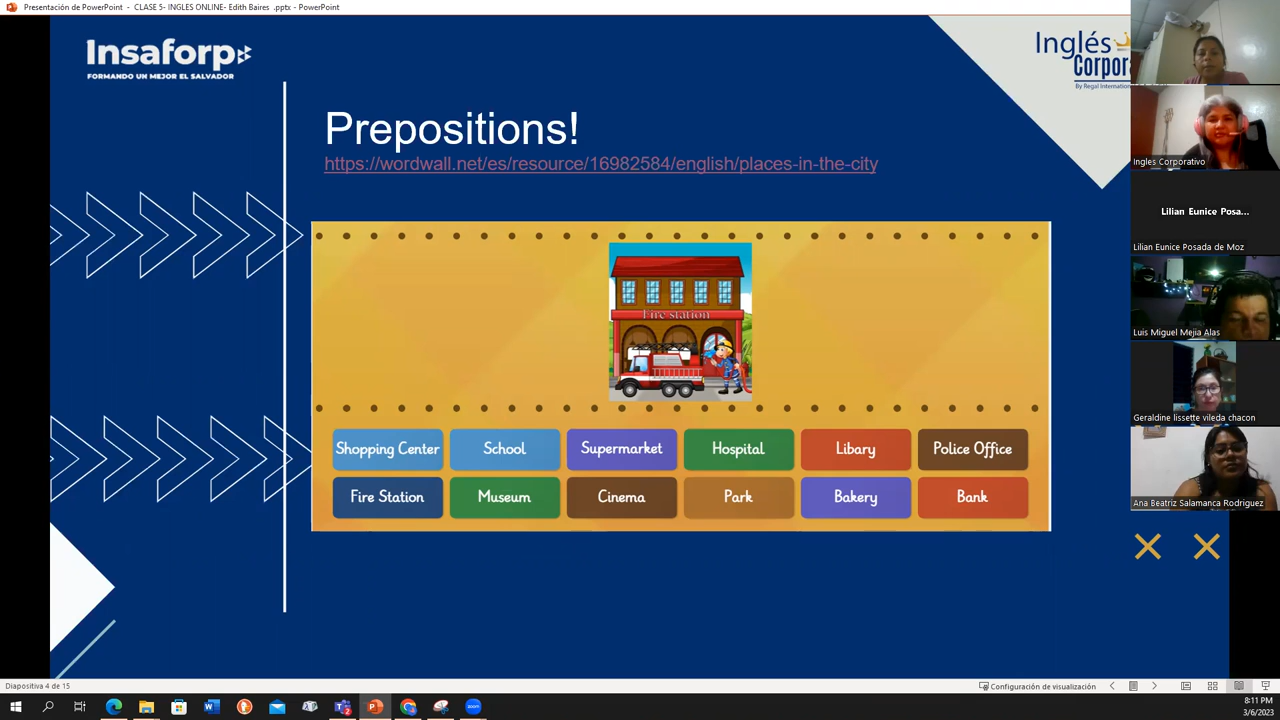 Presentación de PowerPoint - CLASE 5- INGLES ONLINE- Edith Baires .pptx - PowerPoint
Insaforp
FORMANDO UN MEJOR EL SALVADOR
Inglés
Corpora
By Regal Internation
Prepositions!
https://wordwall.net/es/resource/16982584/english/places-in-the-city
Fire station
Shopping Center
School
Supermarket
Hospital
Libary
Police Office
Fire Station
Museum
Cinema
Park
Bakery
Bank
Ingles Corporativo
Lilian Eunice Posa...
Lilian Eunice Posada de Moz
Luis Miguel Mejia Alas
Geraldine lissette vileda chacon
Ana Beatriz Salamanca Rodriguez
Diapositiva 4 de 15
Configuración de visualización
8:11 PM
3/6/2023